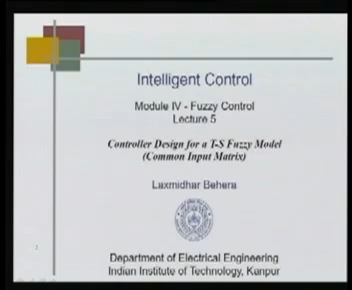 Intelligent Control
Module IV - Fuzzy Control
Lecture 5
Controller Design for a T-S Fuzzy Model
(Common Input Matrix)
Laxmidhar Behera
Department of Electrical Engineering
Indian Institute of Technology, Kanpur